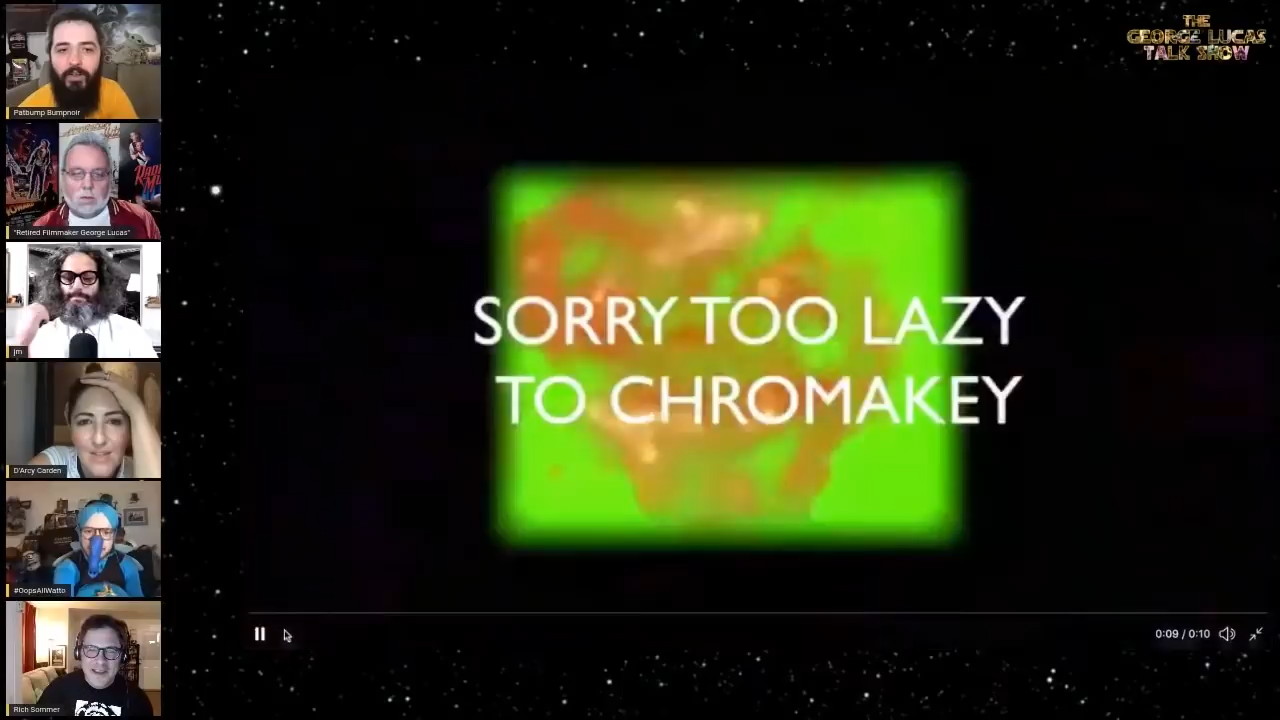 Patbump Bumpnoir
"Retired Filmmaker George Lucas"
jm
D'Arcy Carden
#OopsAllWatto
Rich Sommer
THE
GEORGE LUCAS
TALK SHOW
SORRY TOO LAZY
TO CHROMAKEY
0:09 / 0:10